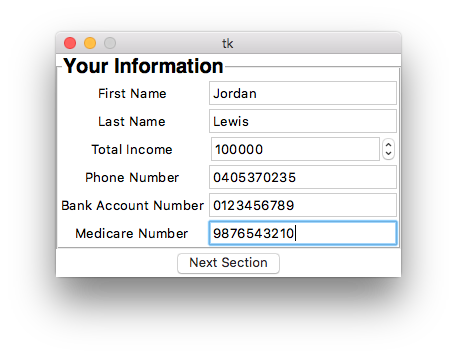 tk
Your Information
First Name Jordan
Last Name Lewis
Total Income 100000
Phone Number 0405370235
Bank Account Number 0123456789
Medicare Number 9876543210
Next Section